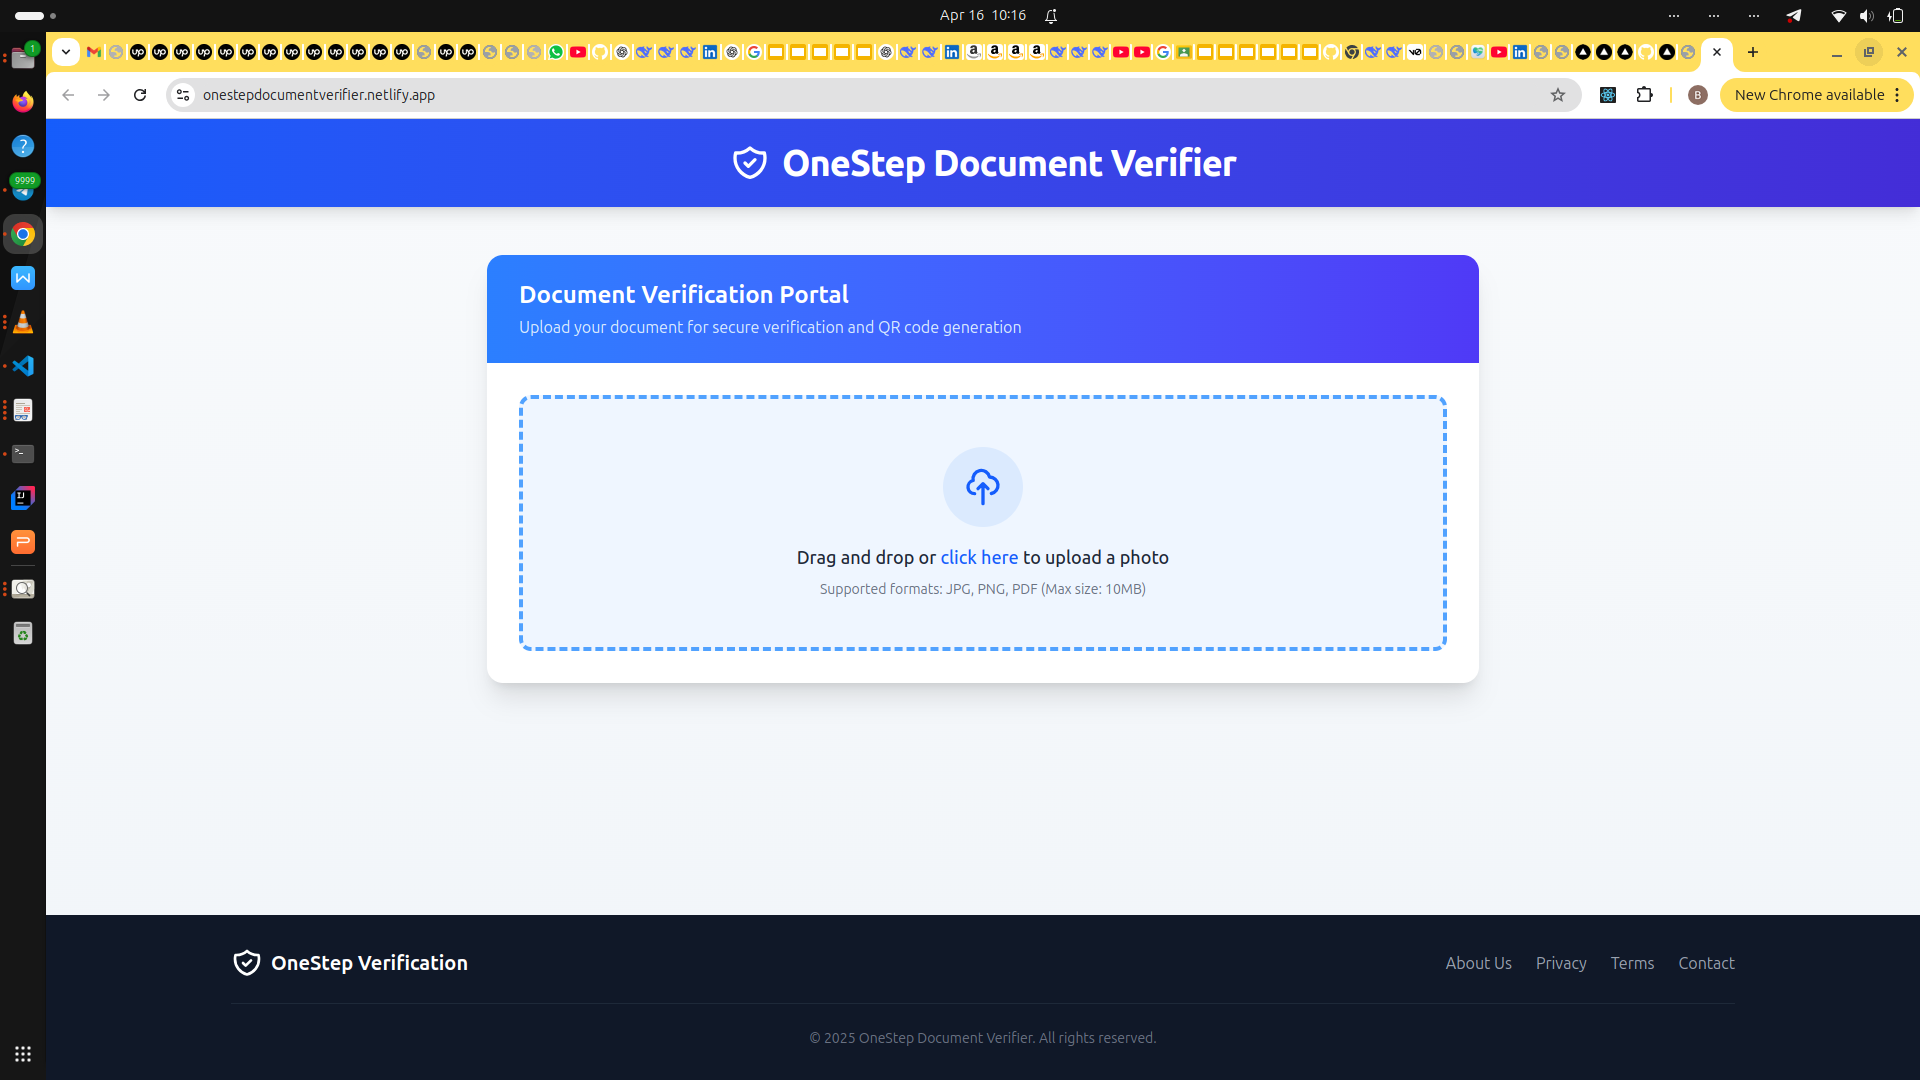 Apr 16 10:16
1
9999
onestepdocumentverifier.netlify.app
B
New Chrome available
OneStep Document Verifier
Document Verification Portal
Upload your document for secure verification and QR code generation
Drag and drop or click here to upload a photo
Supported formats: JPG, PNG, PDF (Max size: 10MB)
OneStep Verification
About Us
Privacy
Terms
Contact
© 2025 OneStep Document Verifier. All rights reserved.